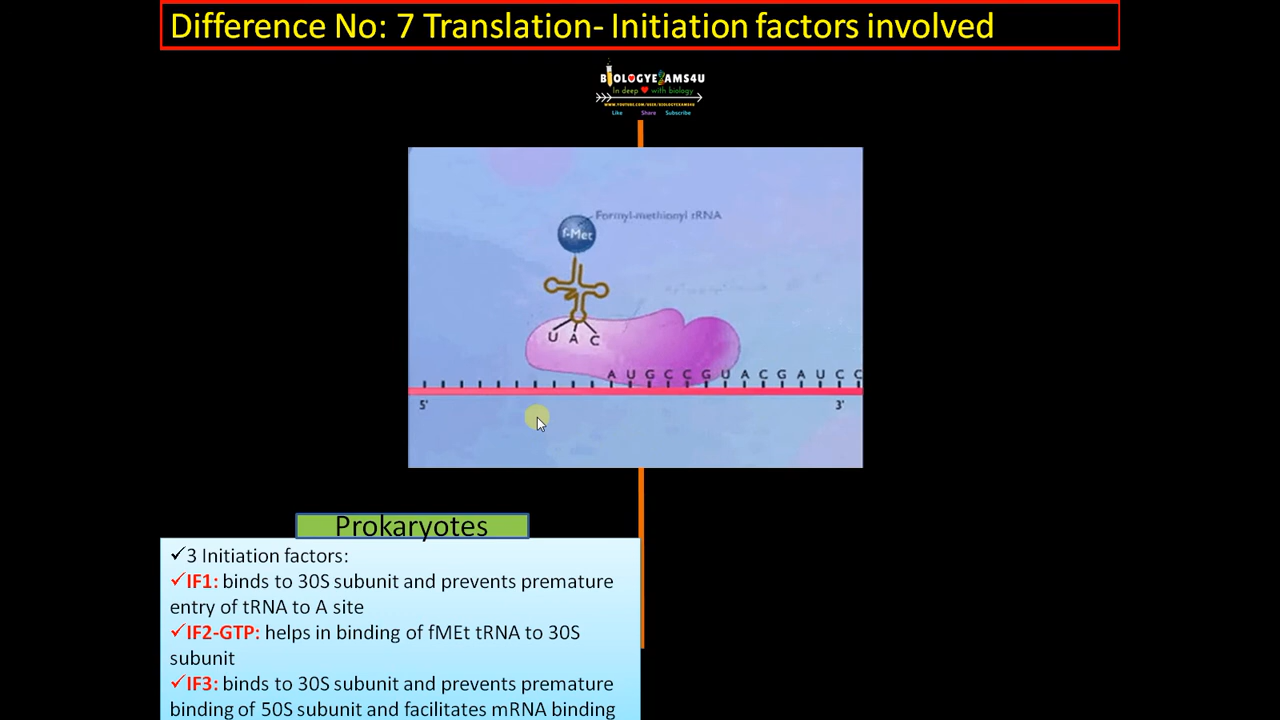 Difference No: 7 Translation- Initiation factors involved
BIOLOGYEXAMS4U
In deep with biology
WWW.YOUTUBE.COM/USER/BIOLOGYEXAMS4U
Like Share Subscribe
Formyl-methionyl tRNA
f-Met
U A C
A U G C C G U A C G A U C C
5' 3'
Prokaryotes
✓3 Initiation factors:
✓IF1: binds to 30S subunit and prevents premature
entry of tRNA to A site
✓IF2-GTP: helps in binding of fMEt tRNA to 30S
subunit
✓IF3: binds to 30S subunit and prevents premature
binding of 50S subunit and facilitates mRNA binding